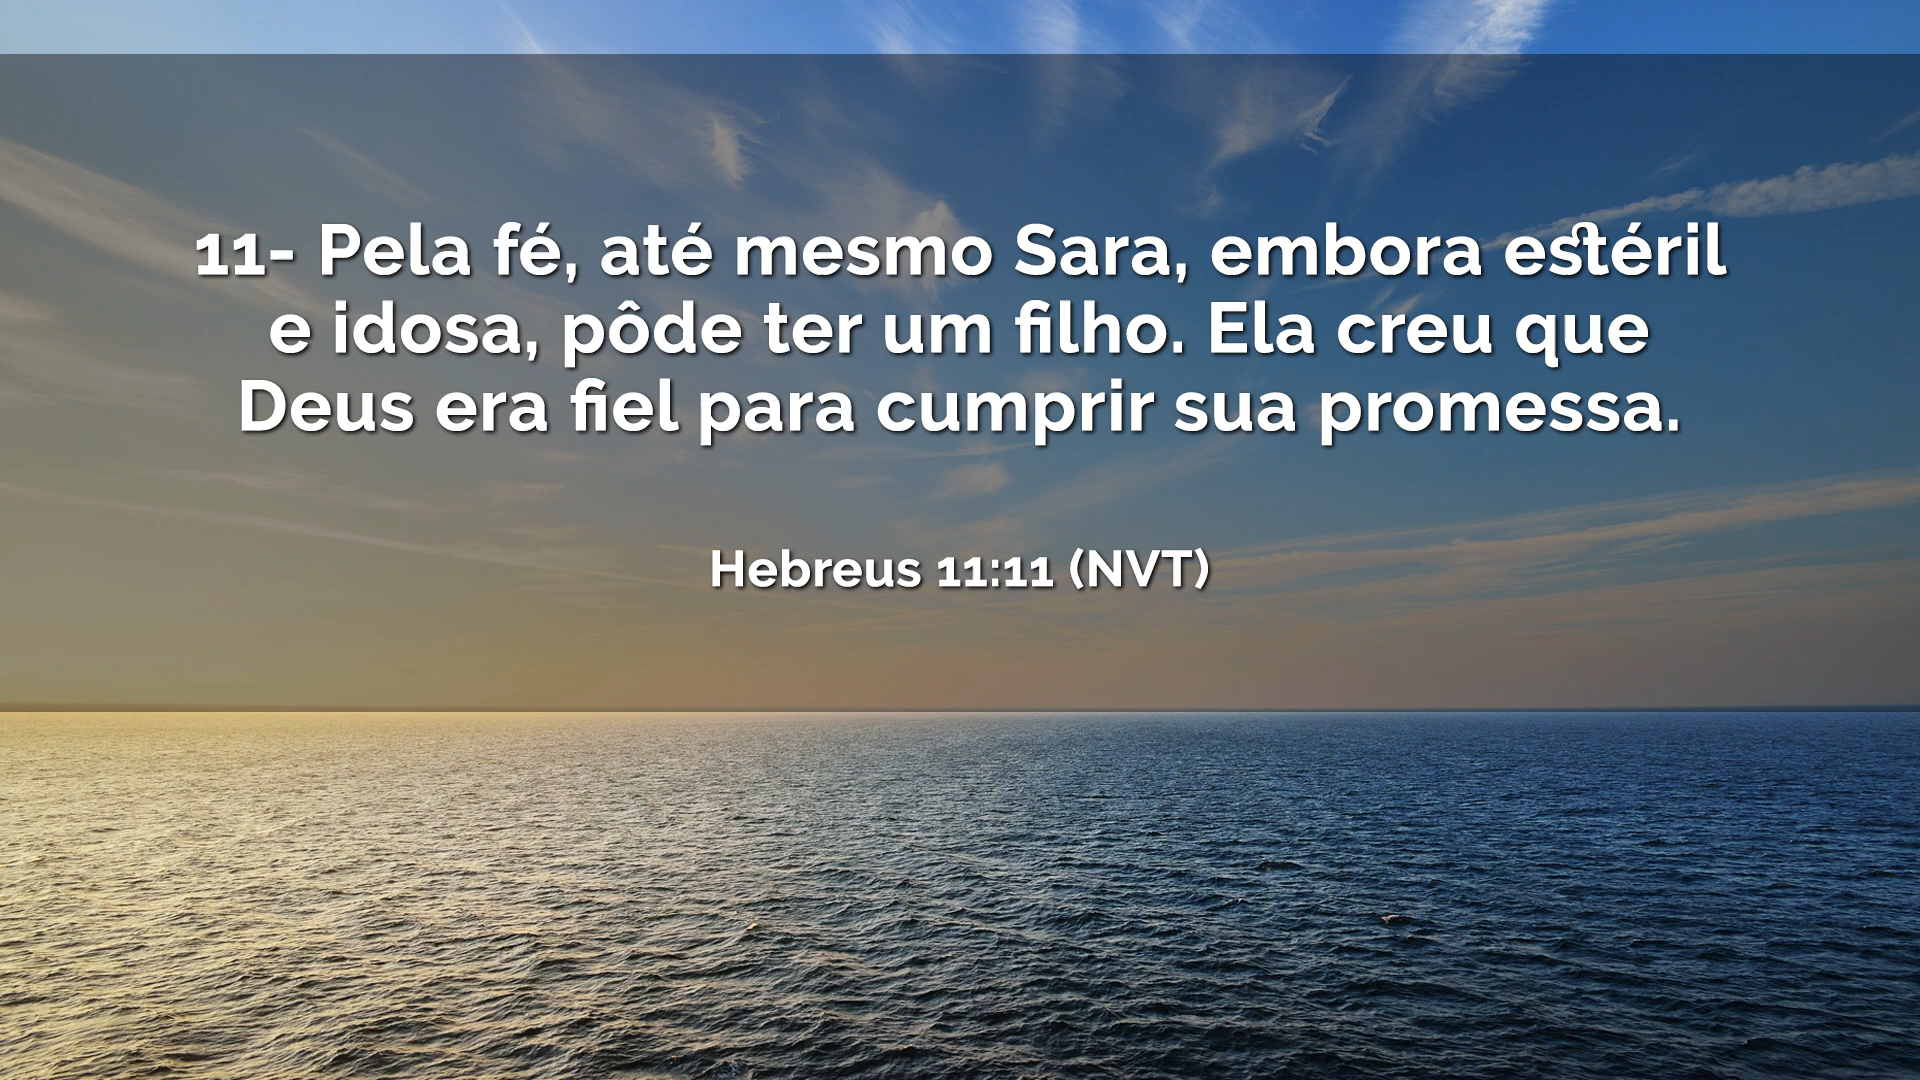 11- Pela fé, até mesmo Sara, embora estéril
e idosa, pôde ter um filho. Ela creu que
Deus era fiel para cumprir sua promessa.
Hebreus 11:11 (NVT)